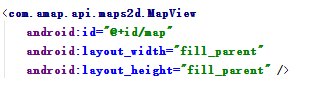 <com.amap.api.maps2d.MapView
android:id="@+id/map"
android:layout_width="fill_parent"
android:layout_height="fill_parent" />